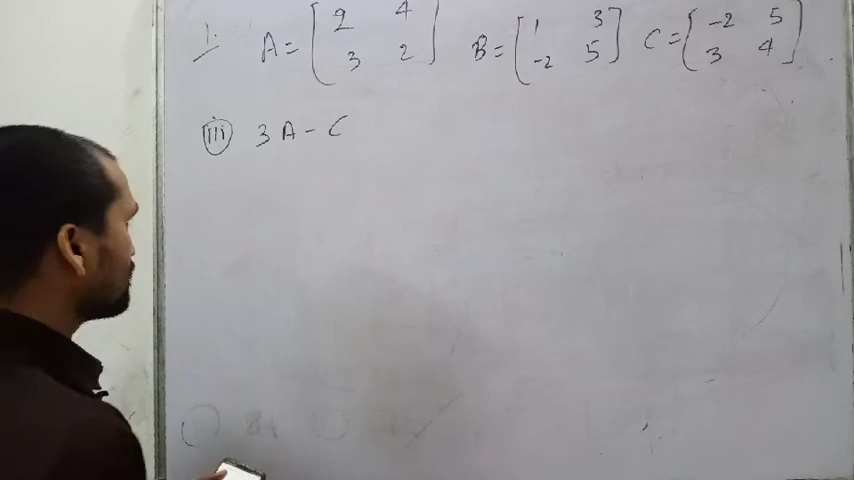 1. A = [ 2 4 B = [ 1 3 ] C = [ -2 5
3 2 ] -2 5 3 4 ]
(iii) 3A - C